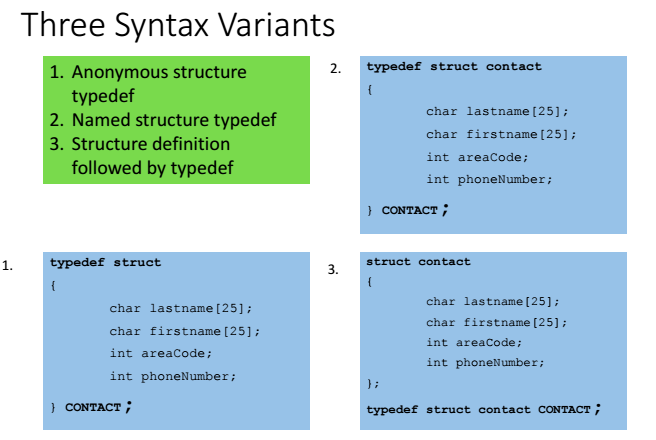 Three Syntax Variants
1. Anonymous structure
typedef
2. Named structure typedef
3. Structure definition
followed by typedef
2.
typedef struct contact
{
char lastname[25];
char firstname[25];
int areaCode;
int phoneNumber;
} CONTACT;
1.
typedef struct
{
char lastname[25];
char firstname[25];
int areaCode;
int phoneNumber;
} CONTACT;
3.
struct contact
{
char lastname[25];
char firstname[25];
int areaCode;
int phoneNumber;
};
typedef struct contact CONTACT;